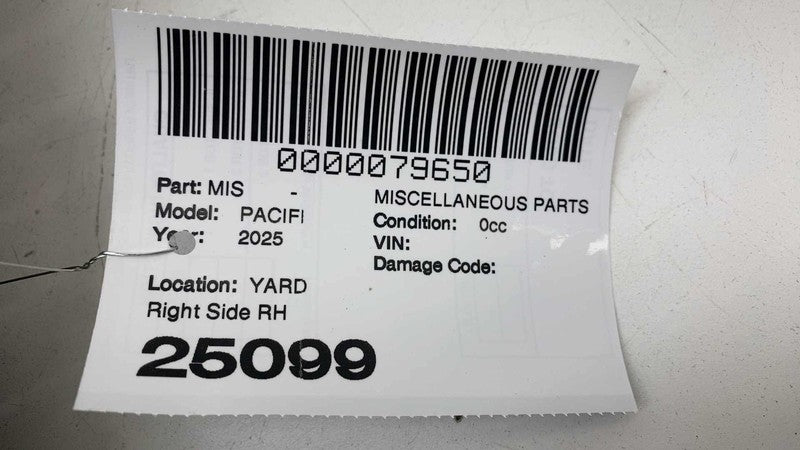 0000079650
Part: MIS -
MISCELLANEOUS PARTS
Model: PACIFI
Condition: 0cc
Year: 2025
VIN:
Damage Code:
Location: YARD
Right Side RH
25099